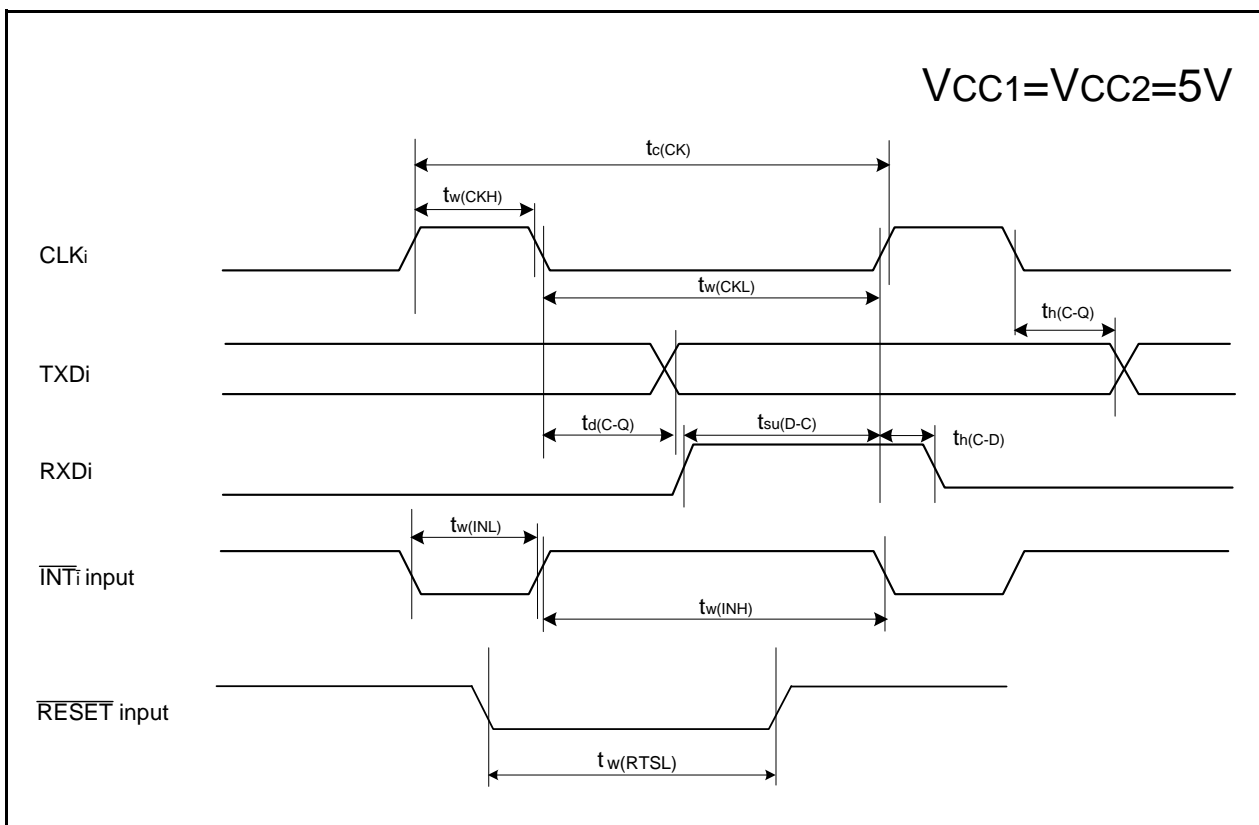 VCC1=VCC2=5V
tc(CK)
tw(CKH)
CLKi
tw(CKL)
th(C-Q)
TXDi
td(C-Q)
tsu(D-C)
th(C-D)
RXDi
tw(INL)
INTi input
tw(INH)
RESET input
tw(RTSL)